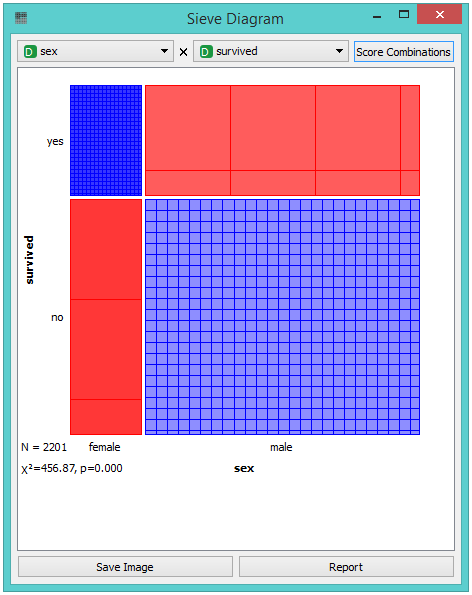 Sieve Diagram
D sex × D survived Score Combinations
yes
survived
no
N = 2201 female male
χ²=456.87, p=0.000 sex
Save Image Report